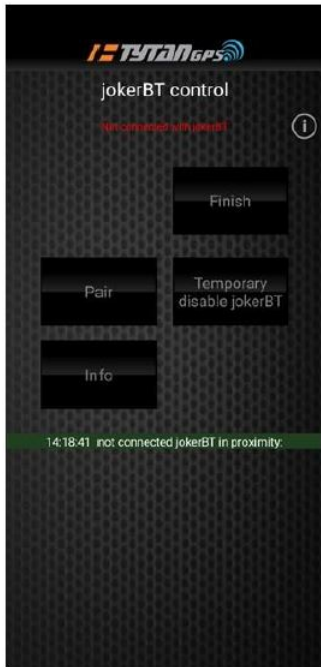 TYTANGPS
jokerBT control
Not connected with jokerBT
i
Finish
Pair
Temporary
disable jokerBT
Info
14:18:41 not connected jokerBT in proximity: